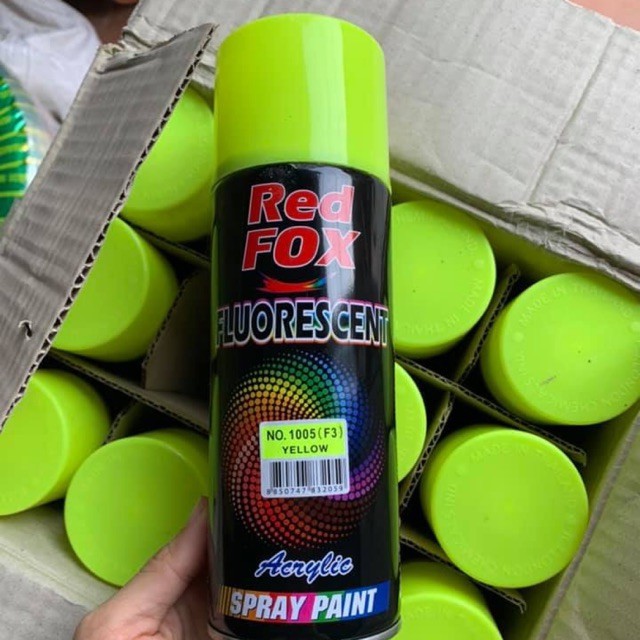 Red
FOX
FLUORESCENT
NO.1005(F3)
YELLOW
Acrylic
SPRAY PAINT